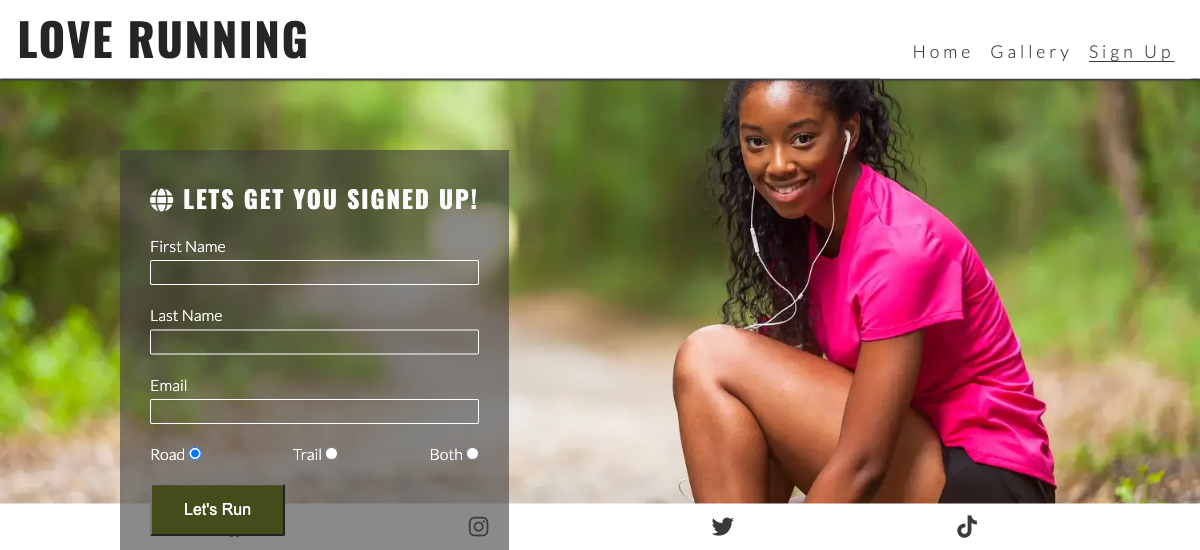 LOVE RUNNING
Home Gallery Sign Up
LETS GET YOU SIGNED UP!
First Name
Last Name
Email
Road Trail Both
Let's Run